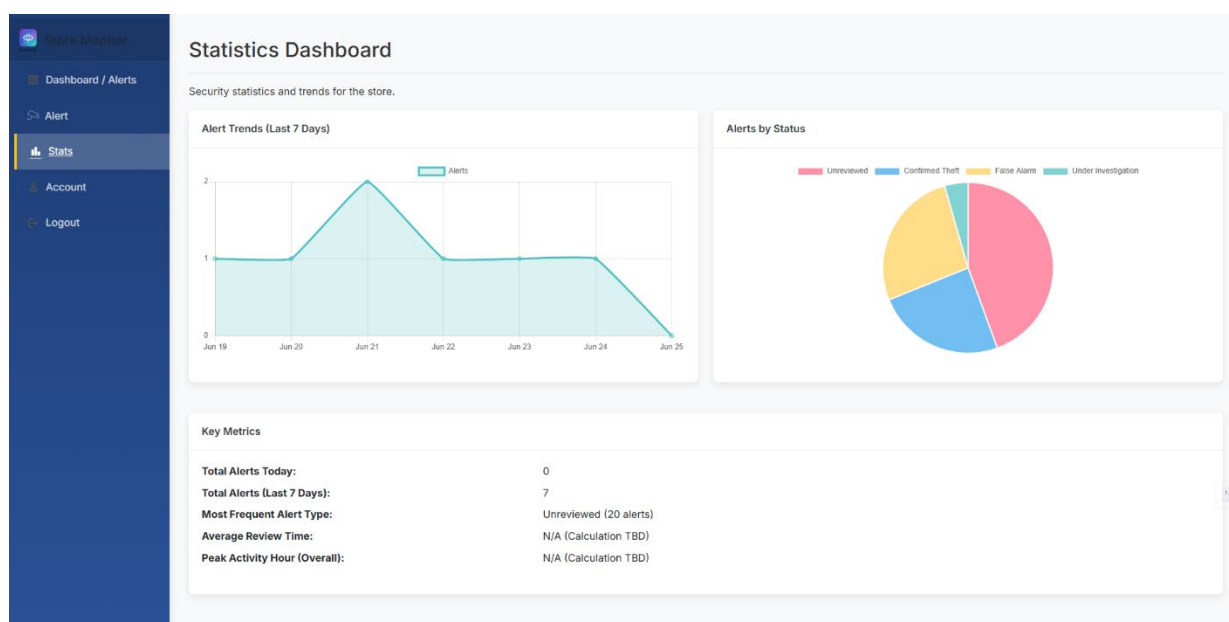 Store Monitor
Dashboard / Alerts
Alert
Stats
Account
Logout
Statistics Dashboard
Security statistics and trends for the store.
Alert Trends (Last 7 Days)
Alerts
2
1
0
Jun 19 Jun 20 Jun 21 Jun 22 Jun 23 Jun 24 Jun 25
Alerts by Status
Unreviewed Confirmed Theft False Alarm Under Investigation
Key Metrics
Total Alerts Today: 0
Total Alerts (Last 7 Days): 7
Most Frequent Alert Type: Unreviewed (20 alerts)
Average Review Time: N/A (Calculation TBD)
Peak Activity Hour (Overall): N/A (Calculation TBD)